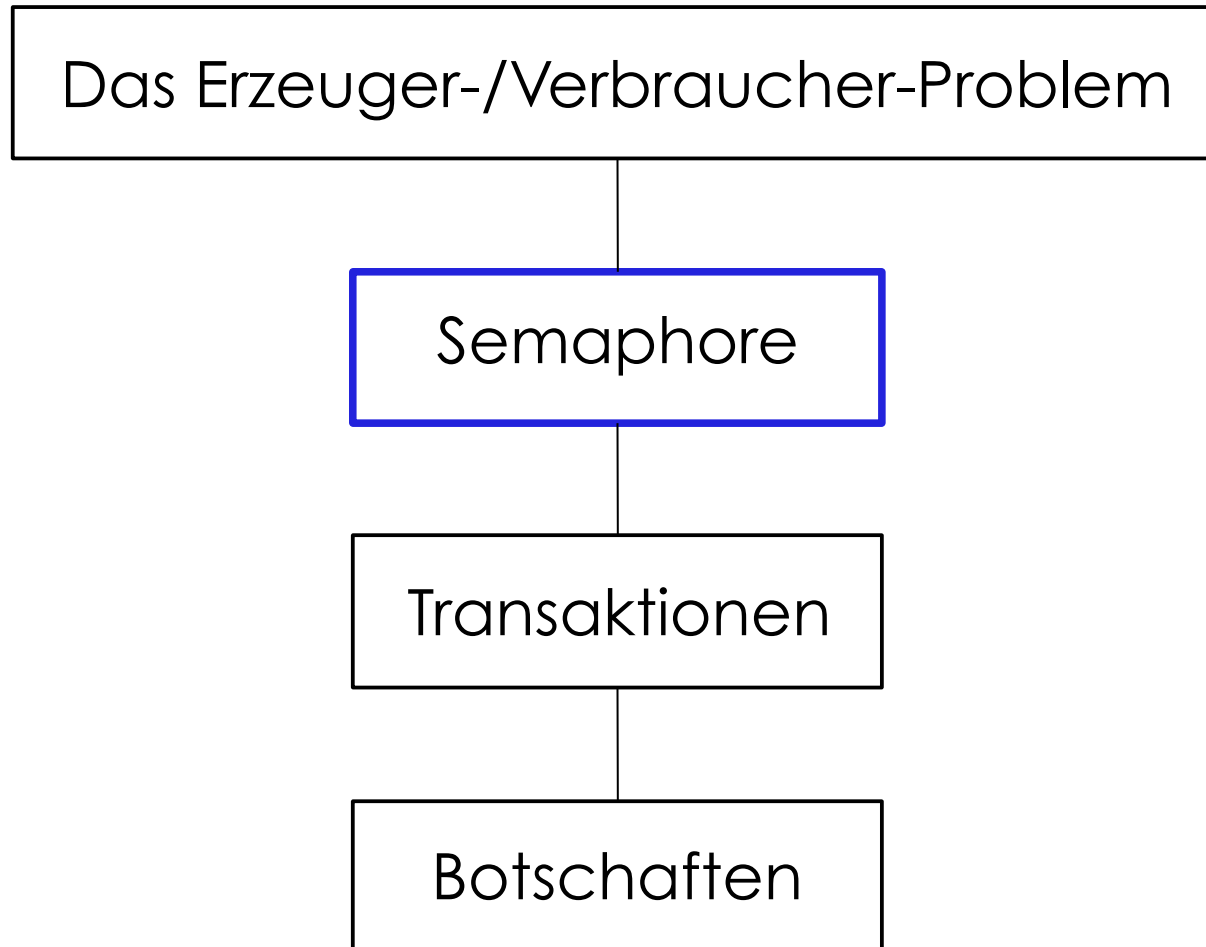 Das Erzeuger-/Verbraucher-Problem
Semaphore
Transaktionen
Botschaften